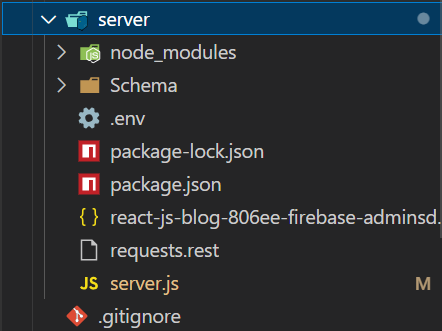 server
node_modules
Schema
.env
package-lock.json
package.json
{ } react-js-blog-806ee-firebase-adminsd.
requests.rest
JS server.js M
.gitignore